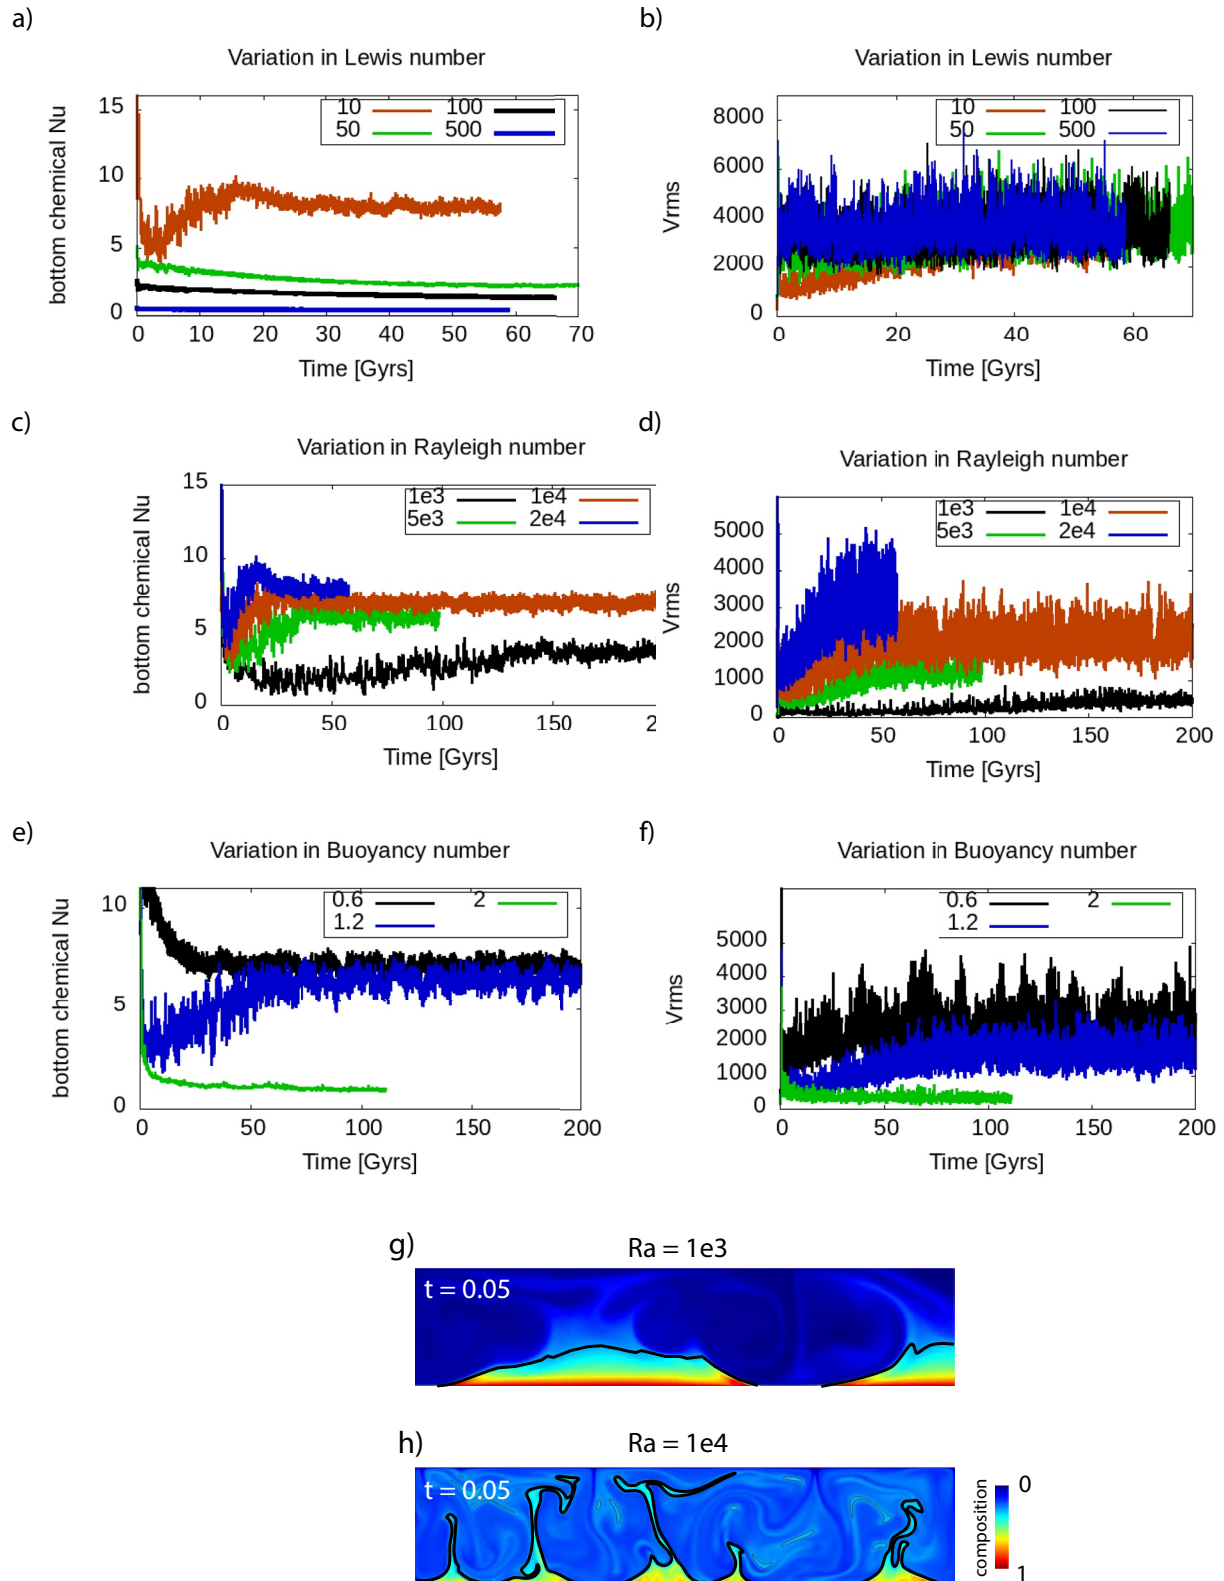 a)
Variation in Lewis number
10 100
50 500
15
10
5
0
bottom chemical Nu
0 10 20 30 40 50 60 70
Time [Gyrs]
b)
Variation in Lewis number
10 100
50 500
8000
6000
4000
2000
0
Vrms
0 20 40 60
Time [Gyrs]
c)
Variation in Rayleigh number
1e3 1e4
5e3 2e4
15
10
5
0
bottom chemical Nu
0 50 100 150 2
Time [Gyrs]
d)
Variation in Rayleigh number
1e3 1e4
5e3 2e4
5000
4000
3000
2000
1000
0
Vrms
0 50 100 150 200
Time [Gyrs]
e)
Variation in Buoyancy number
0.6 2
1.2
10
5
0
bottom chemical Nu
0 50 100 150 200
Time [Gyrs]
f)
Variation in Buoyancy number
0.6 2
1.2
5000
4000
3000
2000
1000
0
Vrms
0 50 100 150 200
Time [Gyrs]
g)
Ra = 1e3
t = 0.05
h)
Ra = 1e4
t = 0.05
composition
0
1